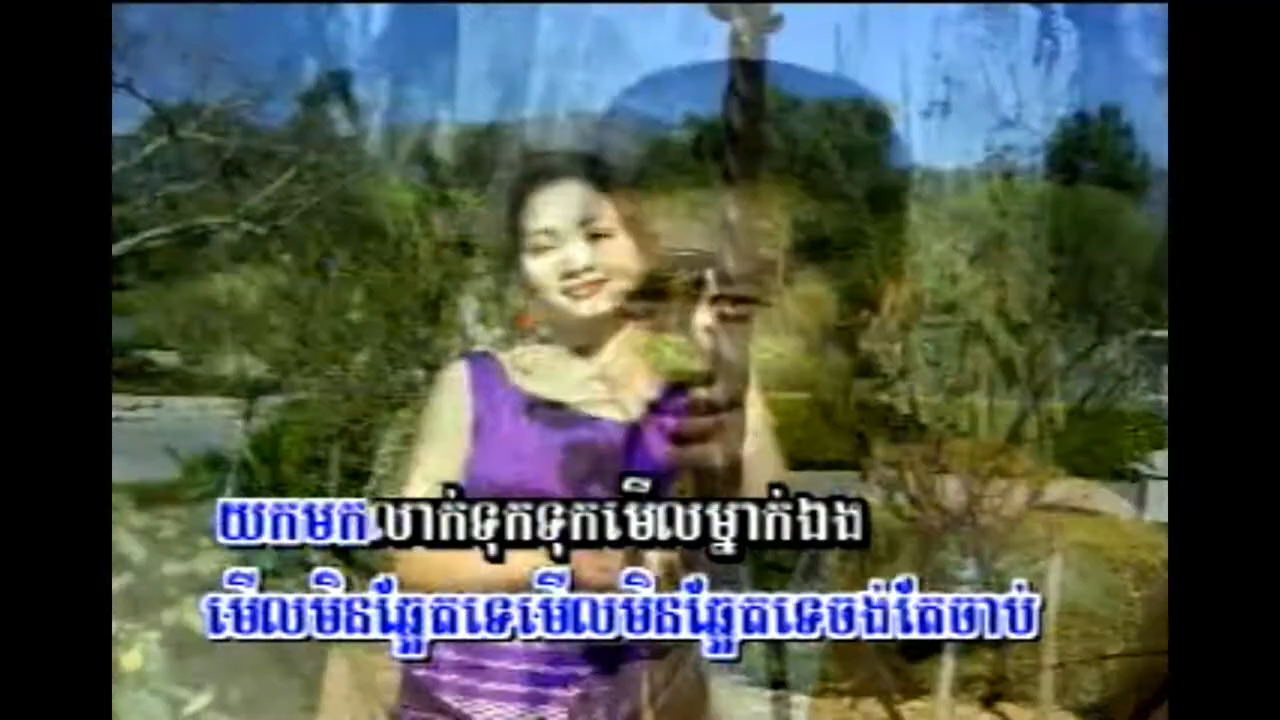 យកមកលាក់ទុកទុកមើលម្នាក់ឯង
មើលមិនឆ្អែតទេមើលមិនឆ្អែតទេចង់តែចាប់